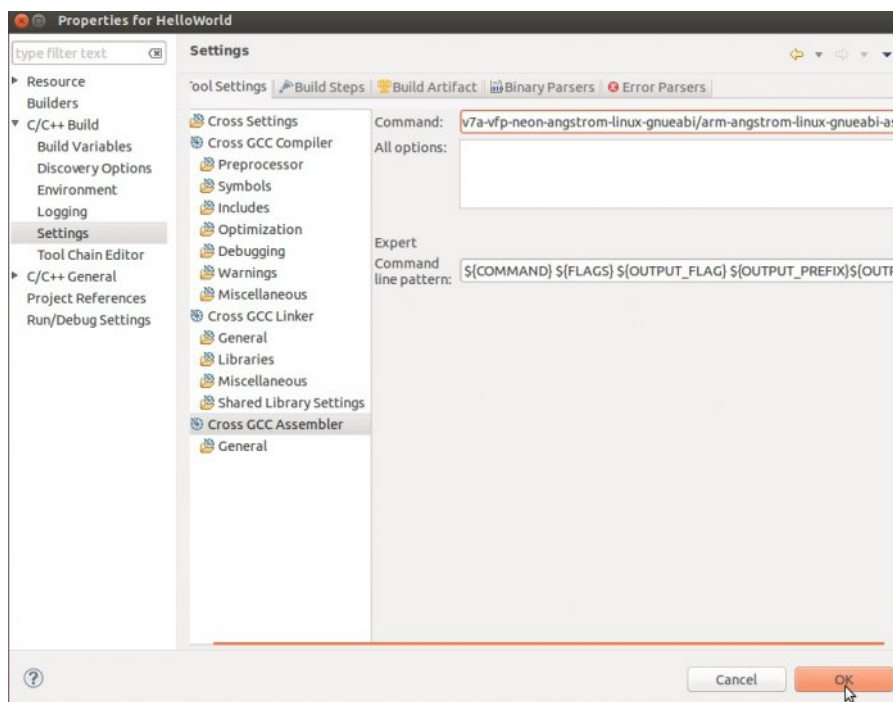 Properties for HelloWorld
type filter text
Settings
Resource
Builders
C/C++ Build
Build Variables
Discovery Options
Environment
Logging
Settings
Tool Chain Editor
C/C++ General
Project References
Run/Debug Settings
ool Settings Build Steps Build Artifact Binary Parsers Error Parsers
Cross Settings
Cross GCC Compiler
Preprocessor
Symbols
Includes
Optimization
Debugging
Warnings
Miscellaneous
Cross GCC Linker
General
Libraries
Miscellaneous
Shared Library Settings
Cross GCC Assembler
General
Command: v7a-vfp-neon-angstrom-linux-gnueabi/arm-angstrom-linux-gnueabi-as
All options:
Expert
Command
line pattern: ${COMMAND} ${FLAGS} ${OUTPUT_FLAG} ${OUTPUT_PREFIX}${OUTP
Cancel OK